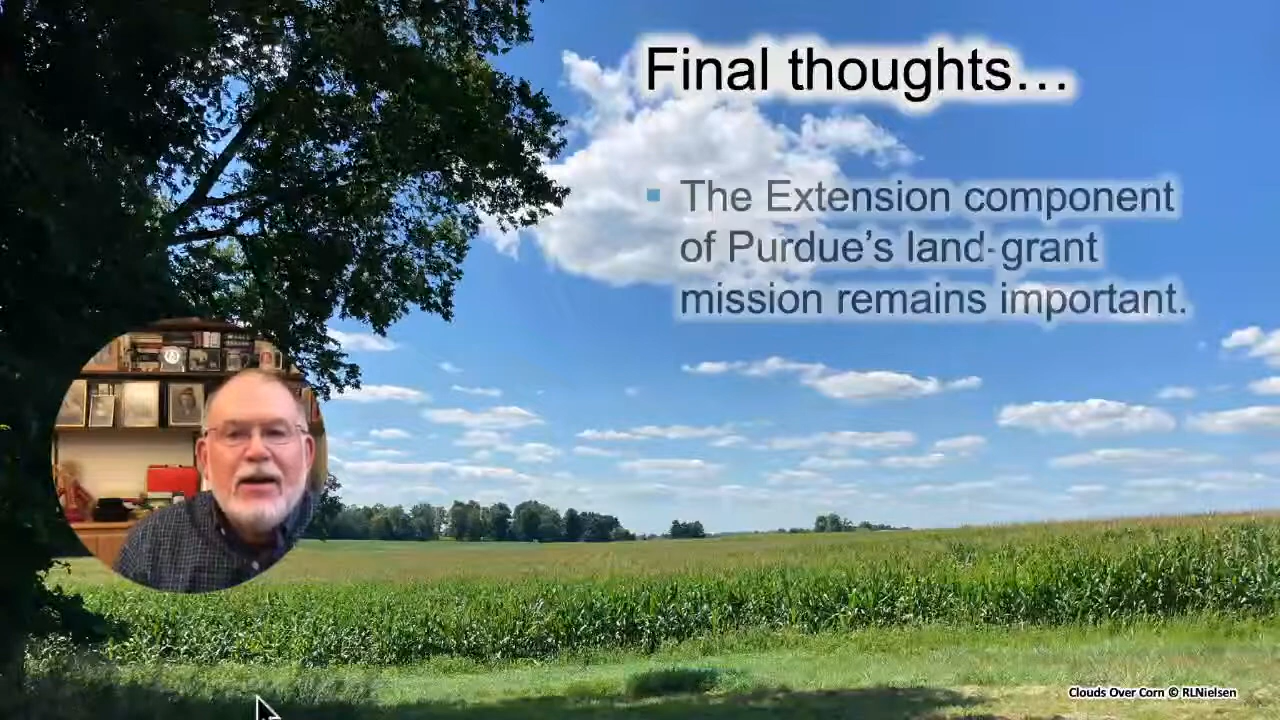 Final thoughts…
The Extension component
of Purdue’s land-grant
mission remains important.
Clouds Over Corn © RLNielsen